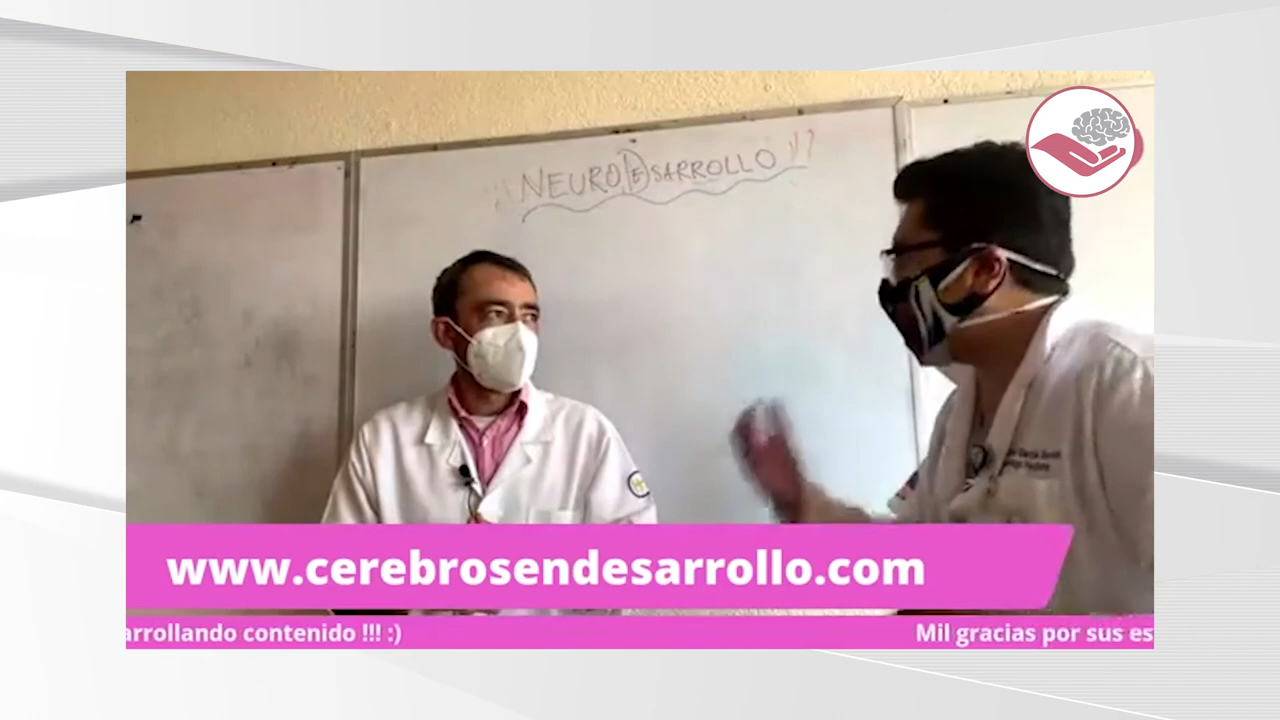 ¡¡NEURODESARROLLO!!
www.cerebrosendesarrollo.com
arrollando contenido !!! :)
Mil gracias por sus es